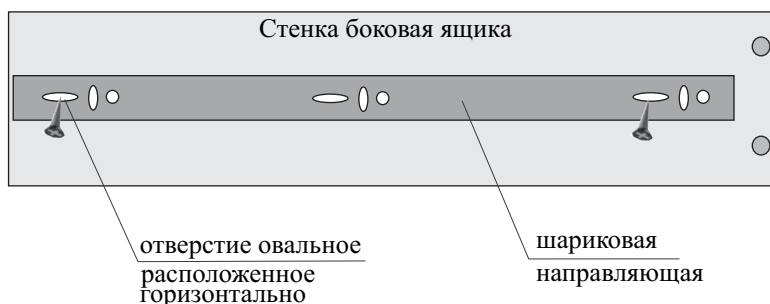 Стенка боковая ящика
отверстие овальное
расположенное
горизонтально
шариковая
направляющая